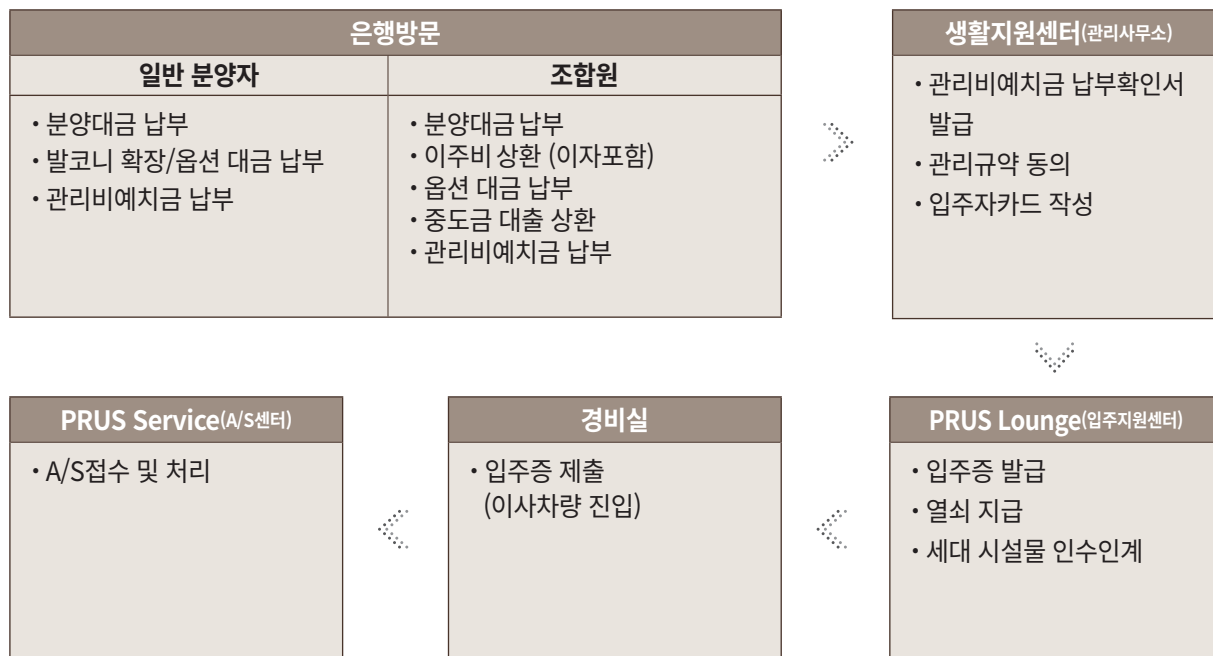 은행방문
일반 분양자
• 분양대금 납부
• 발코니 확장/옵션 대금 납부
• 관리비예치금 납부
조합원
• 분양대금 납부
• 이주비 상환 (이자포함)
• 옵션 대금 납부
• 중도금 대출 상환
• 관리비예치금 납부
생활지원센터(관리사무소)
• 관리비예치금 납부확인서
발급
• 관리규약 동의
• 입주자카드 작성
PRUS Lounge(입주지원센터)
• 입주증 발급
• 열쇠 지급
• 세대 시설물 인수인계
경비실
• 입주증 제출
(이사차량 진입)
PRUS Service(A/S센터)
• A/S접수 및 처리